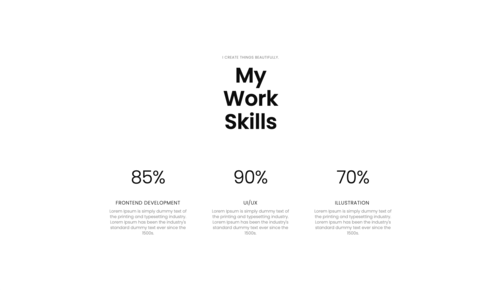 I CREATE THINGS BEAUTIFULLY
My
Work
Skills
85%
FRONTEND DEVELOPMENT
Lorem Ipsum is simply dummy text of
the printing and typesetting industry.
Lorem Ipsum has been the industry's
standard dummy text ever since the
1500s
90%
UI/UX
Lorem Ipsum is simply dummy text of
the printing and typesetting industry.
Lorem Ipsum has been the industry's
standard dummy text ever since the
1500s
70%
ILLUSTRATION
Lorem Ipsum is simply dummy text of
the printing and typesetting industry.
Lorem Ipsum has been the industry's
standard dummy text ever since the
1500s